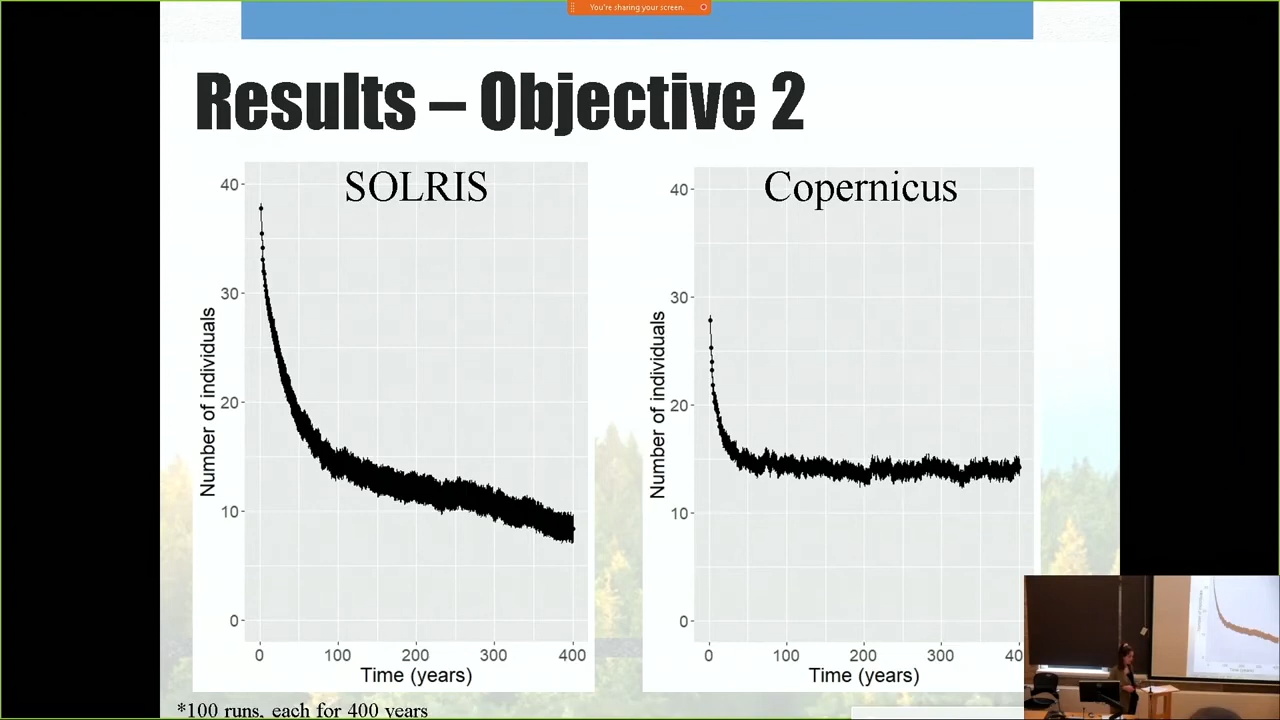 You're sharing your screen.
Results – Objective 2
SOLRIS
40
30
20
10
0
Number of individuals
0 100 200 300 400
Time (years)
Copernicus
40
30
20
10
0
Number of individuals
0 100 200 300 40
Time (years)
*100 runs, each for 400 years